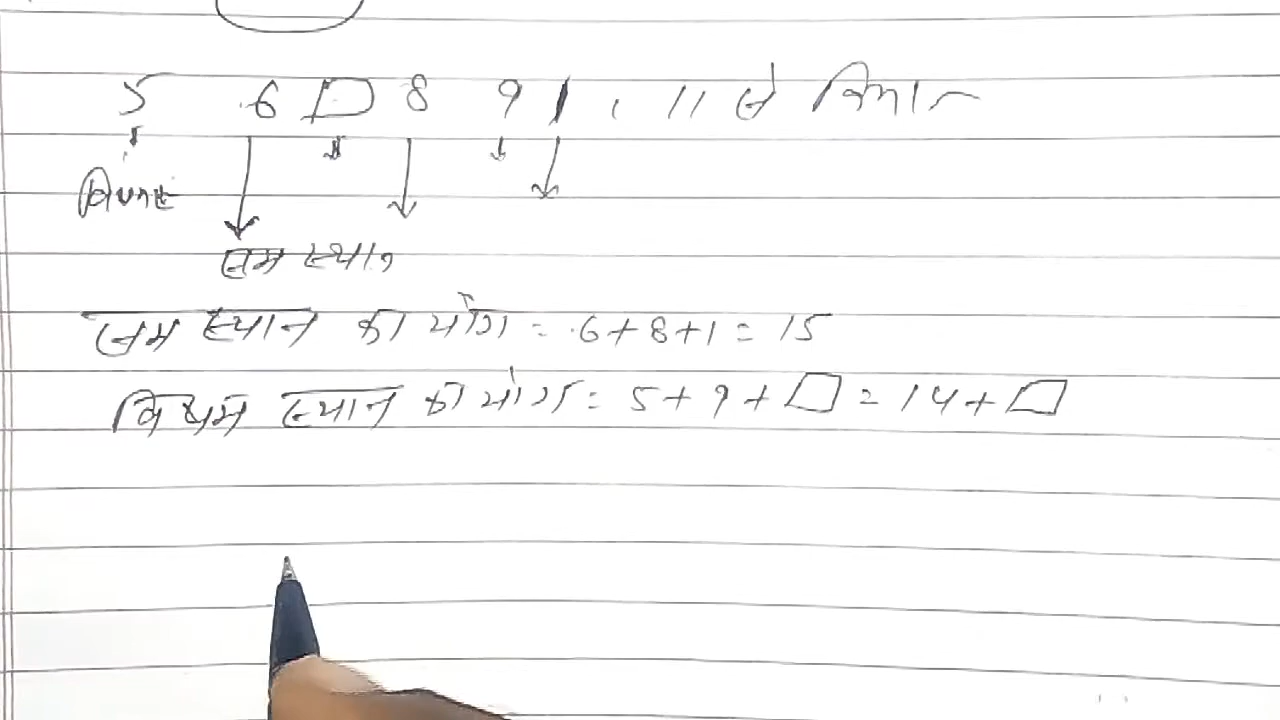 5 6 □ 8 9 1, 11 से विभाज
विषम
सम स्थान
सम स्थान का योग = 6+8+1 = 15
विषम स्थान का योग = 5+9+□ = 14+□